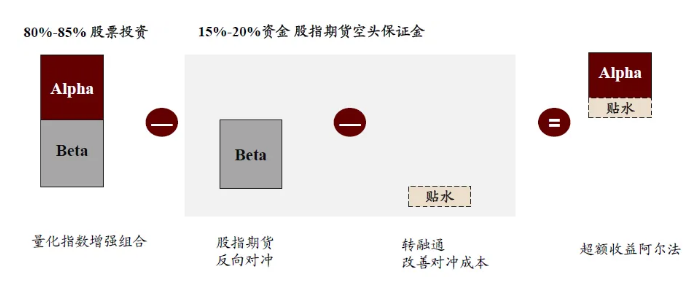 80%-85% 股票投资
15%-20%资金 股指期货空头保证金
Alpha
Beta
Beta
贴水
Alpha
贴水
=
量化指数增强组合
股指期货
反向对冲
转融通
改善对冲成本
超额收益阿尔法